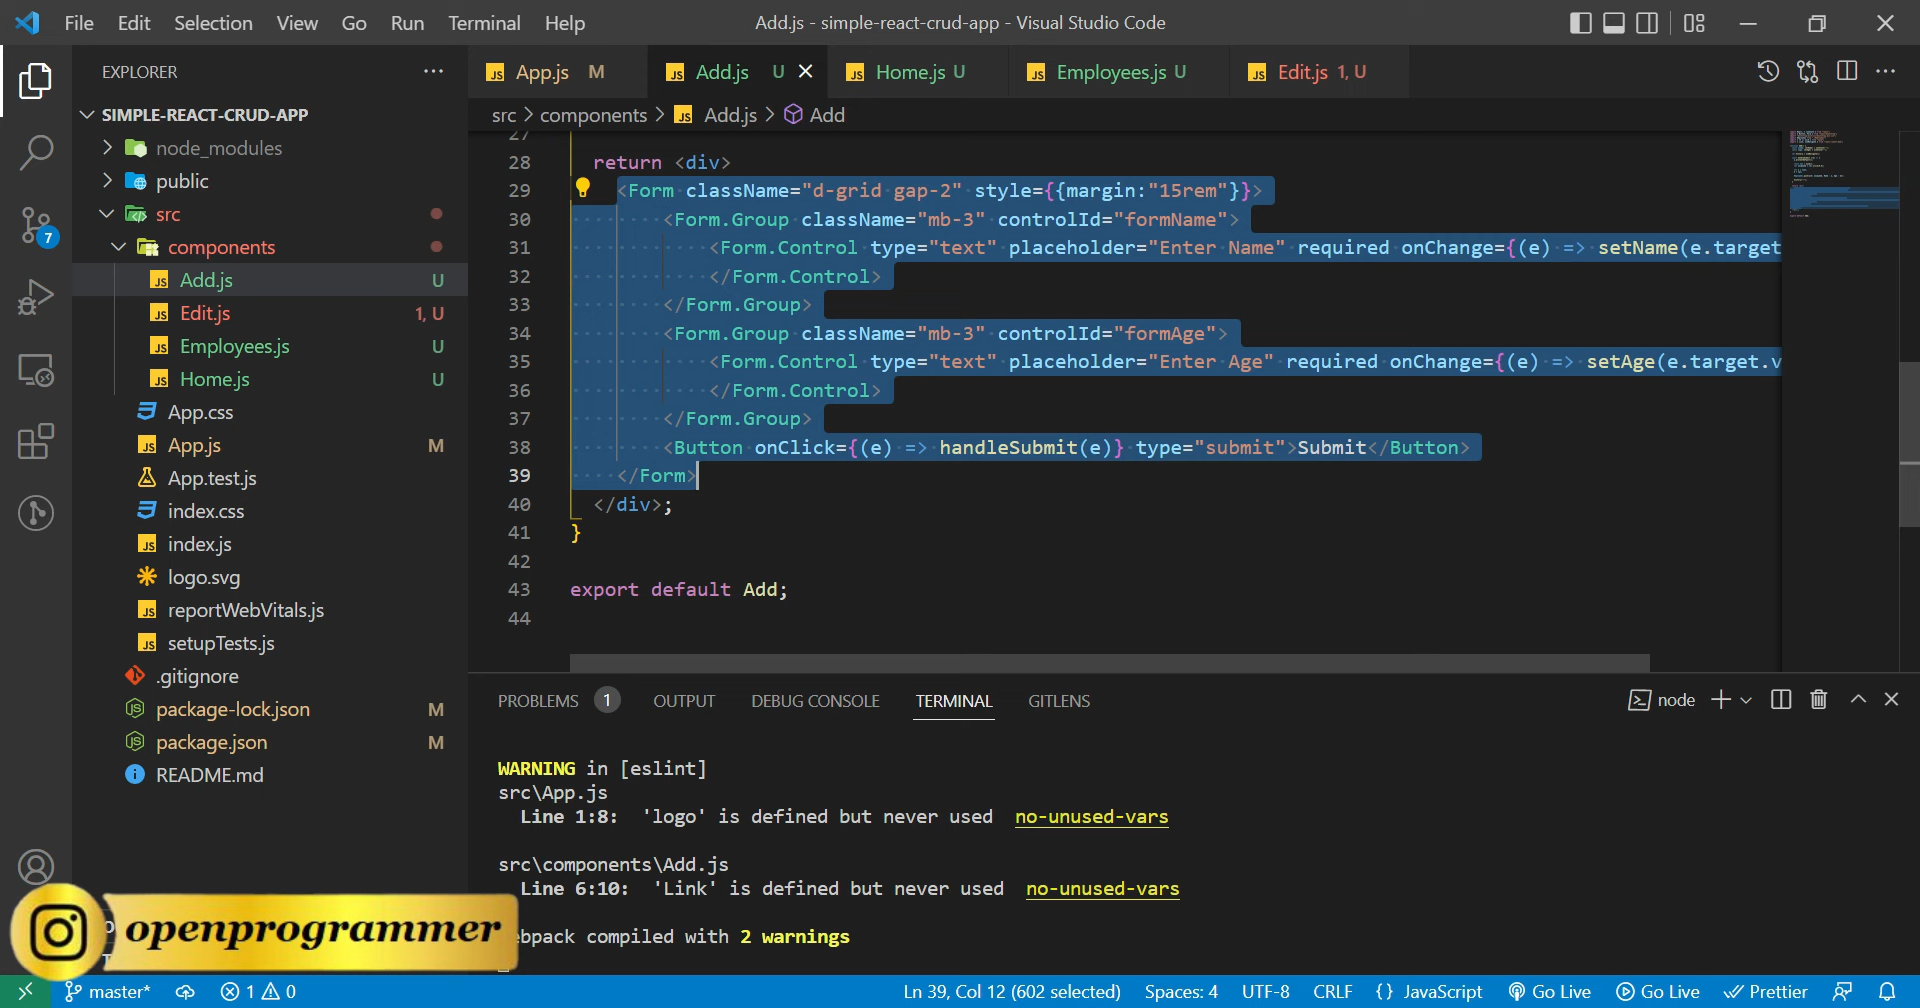 File Edit Selection View Go Run Terminal Help
Add.js - simple-react-crud-app - Visual Studio Code
EXPLORER
App.js M
Add.js U
Home.js U
Employees.js U
Edit.js 1, U
SIMPLE-REACT-CRUD-APP
node_modules
public
src
components
Add.js U
Edit.js 1, U
Employees.js U
Home.js U
App.css
App.js M
App.test.js
index.css
index.js
logo.svg
reportWebVitals.js
setupTests.js
.gitignore
package-lock.json M
package.json M
README.md
7
src > components > Add.js > Add
27
28 return <div>
29 <Form className="d-grid gap-2" style={{margin:"15rem"}}>
30 <Form.Group className="mb-3" controlId="formName">
31 <Form.Control type="text" placeholder="Enter Name" required onChange={(e) => setName(e.target
32 </Form.Control>
33 </Form.Group>
34 <Form.Group className="mb-3" controlId="formAge">
35 <Form.Control type="text" placeholder="Enter Age" required onChange={(e) => setAge(e.target.v
36 </Form.Control>
37 </Form.Group>
38 <Button onClick={(e) => handleSubmit(e)} type="submit">Submit</Button>
39 </Form>
40 </div>;
41 }
42
43 export default Add;
44
PROBLEMS 1 OUTPUT DEBUG CONSOLE TERMINAL GITLENS
node
WARNING in [eslint]
src\App.js
Line 1:8: 'logo' is defined but never used no-unused-vars
src\components\Add.js
Line 6:10: 'Link' is defined but never used no-unused-vars
ebpack compiled with 2 warnings
openprogrammer
master* 1 0
Ln 39, Col 12 (602 selected) Spaces: 4 UTF-8 CRLF {} JavaScript Go Live Go Live Prettier